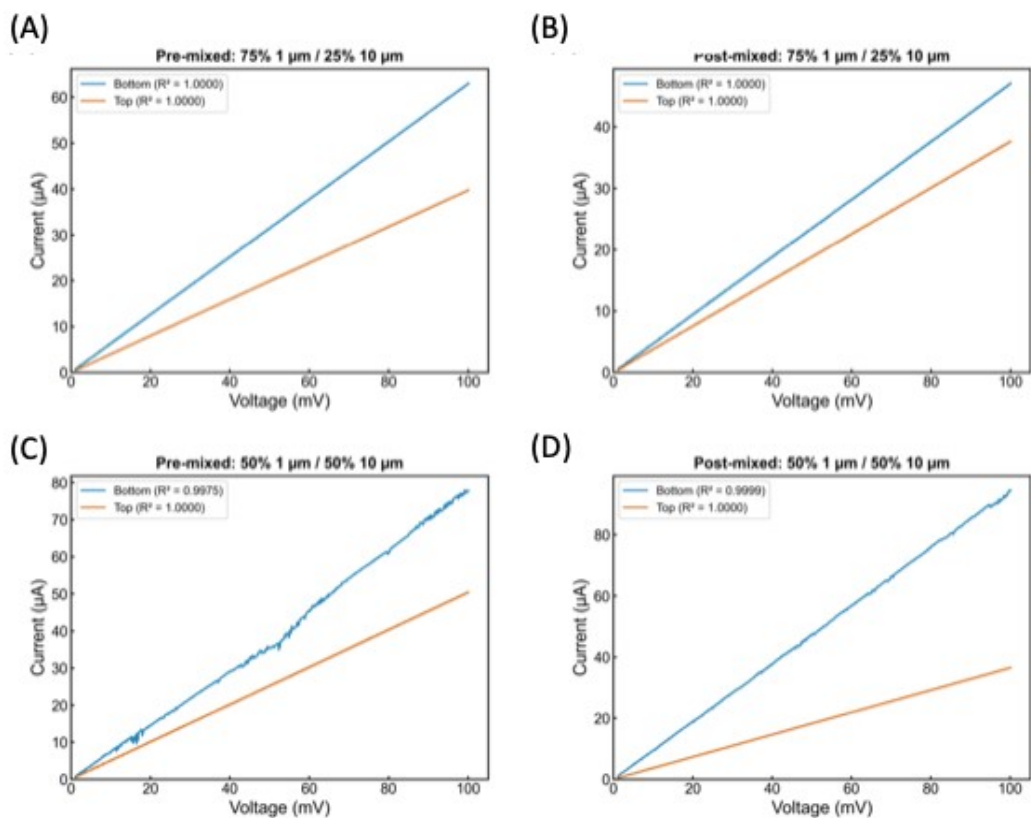 (A)
Pre-mixed: 75% 1 µm / 25% 10 µm
Bottom (R² = 1.0000)
Top (R² = 1.0000)
60
50
40
30
20
10
0
Current (µA)
0 20 40 60 80 100
Voltage (mV)
(B)
Post-mixed: 75% 1 µm / 25% 10 µm
Bottom (R² = 1.0000)
Top (R² = 1.0000)
40
30
20
10
0
Current (µA)
0 20 40 60 80 100
Voltage (mV)
(C)
Pre-mixed: 50% 1 µm / 50% 10 µm
Bottom (R² = 0.9975)
Top (R² = 1.0000)
80
70
60
50
40
30
20
10
0
Current (µA)
0 20 40 60 80 100
Voltage (mV)
(D)
Post-mixed: 50% 1 µm / 50% 10 µm
Bottom (R² = 0.9999)
Top (R² = 1.0000)
80
60
40
20
0
Current (µA)
0 20 40 60 80 100
Voltage (mV)